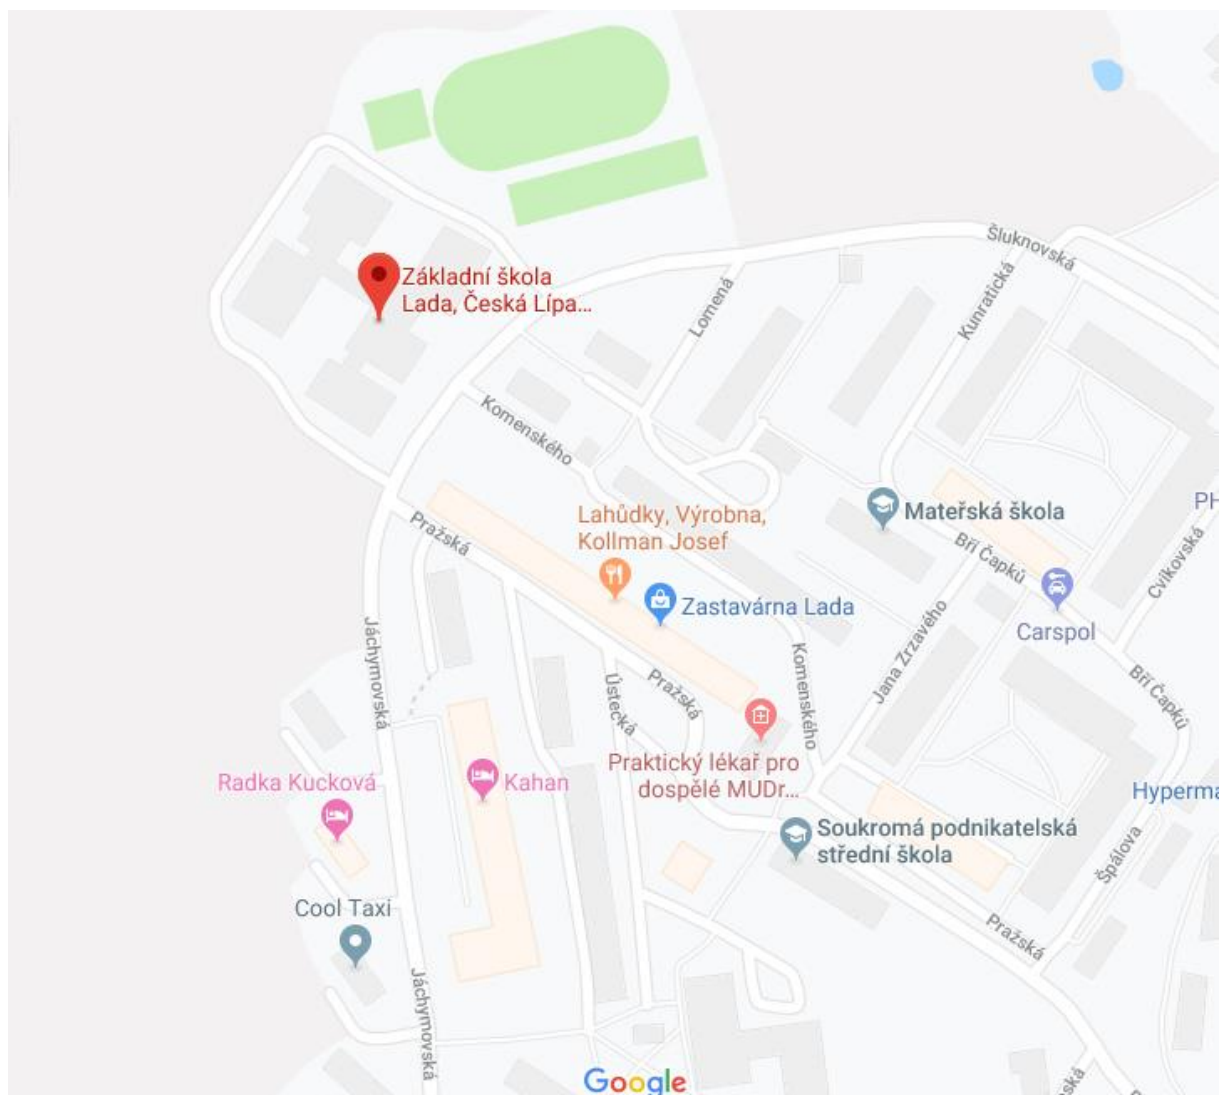 Šluknovská
Základní škola
Lada, Česká Lípa...
Lomená
Kunratická
Komenského
Lahůdky, Výrobna,
Kollman Josef
Mateřská škola
PH
Pražská
Bří Čapků
Cvikovská
Zastavárna Lada
Carspol
Jáchymovská
Ústecká
Pražská
Komenského
Jana Zrzavého
Bří Čapků
Praktický lékař pro
dospělé MUDr...
Radka Kucková
Kahan
Hyperma
Soukromá podnikatelská
střední škola
Špálova
Cool Taxi
Pražská
Jáchymovská
Google
ská